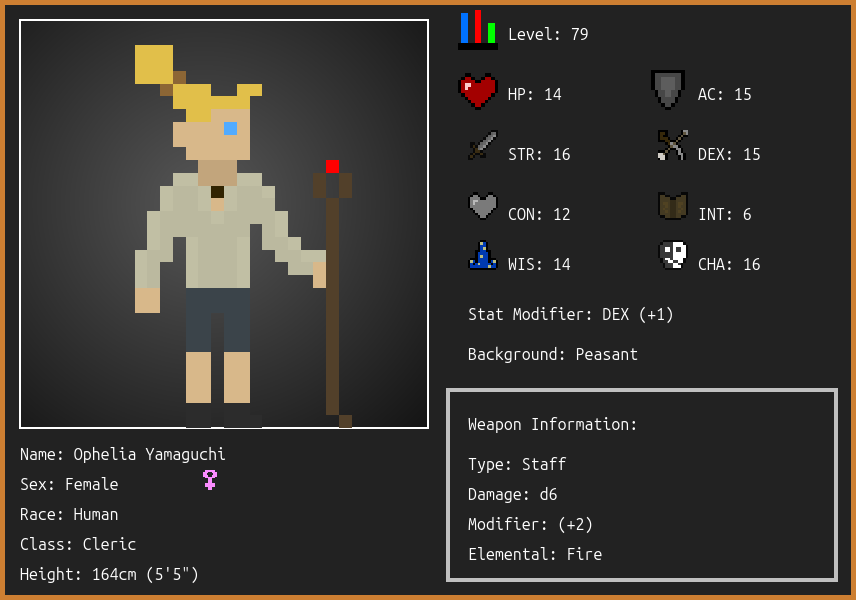 Level: 79
HP: 14
AC: 15
STR: 16
DEX: 15
CON: 12
INT: 6
WIS: 14
CHA: 16
Stat Modifier: DEX (+1)
Background: Peasant
Weapon Information:
Type: Staff
Damage: d6
Modifier: (+2)
Elemental: Fire
Name: Ophelia Yamaguchi
Sex: Female
Race: Human
Class: Cleric
Height: 164cm (5'5")